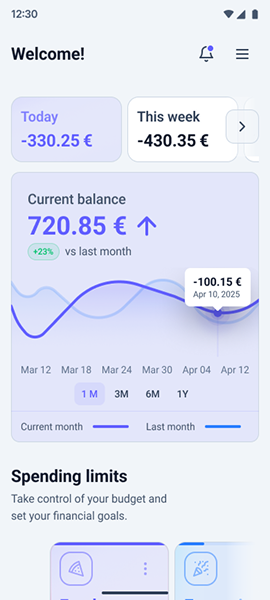 12:30
Welcome!
Today
-330.25 €
This week
-430.35 €
Current balance
720.85 €
+23% vs last month
-100.15 €
Apr 10, 2025
Mar 12 Mar 18 Mar 24 Mar 30 Apr 04 Apr 12
1 M 3M 6M 1Y
Current month Last month
Spending limits
Take control of your budget and
set your financial goals.